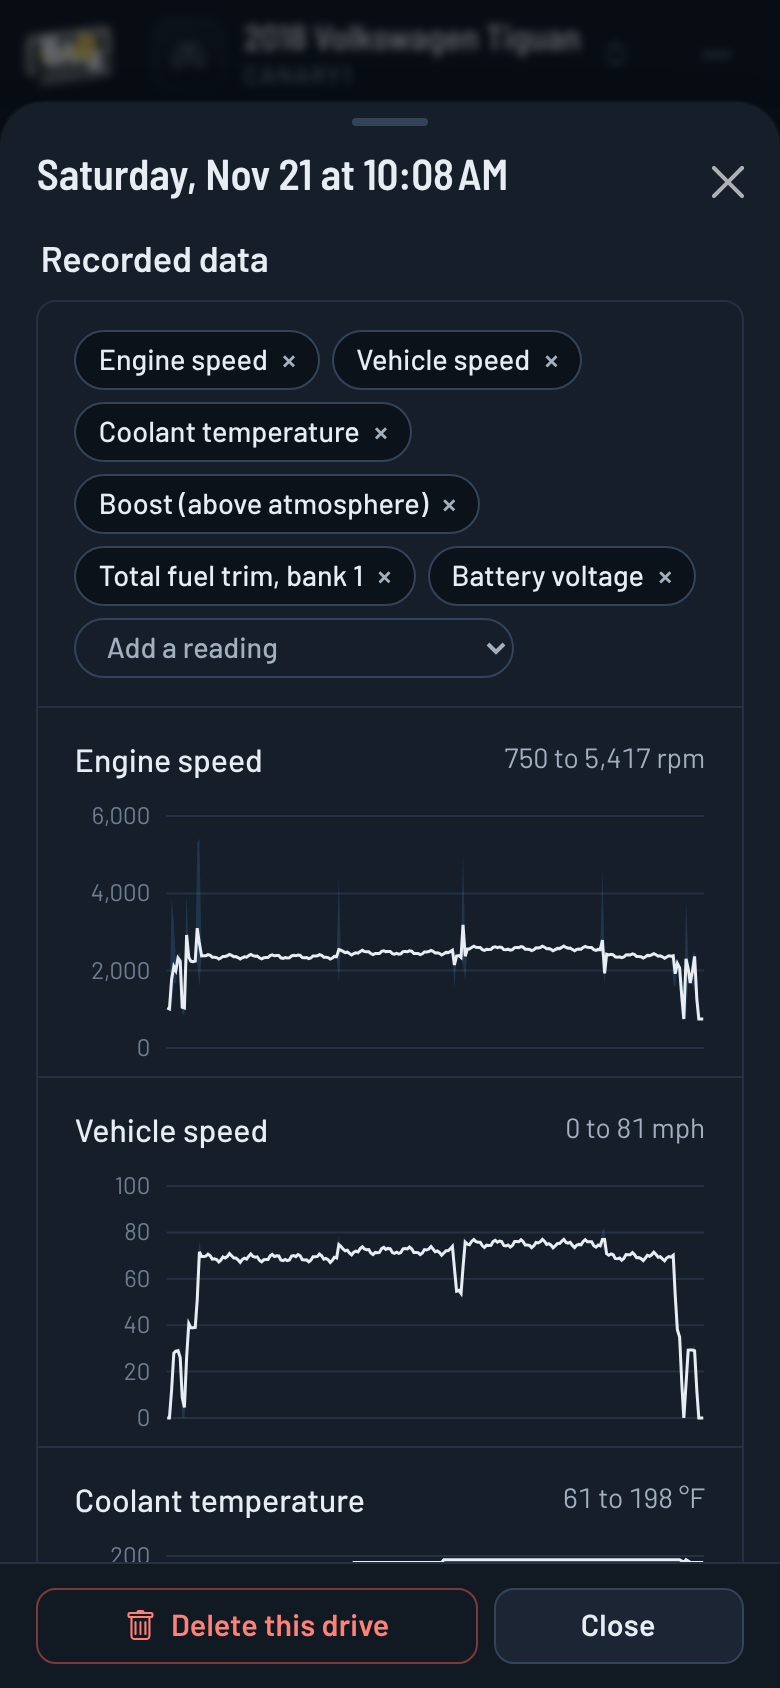 2018 Volkswagen Tiguan
Saturday, Nov 21 at 10:08 AM
Recorded data
Engine speed ×
Vehicle speed ×
Coolant temperature ×
Boost (above atmosphere) ×
Total fuel trim, bank 1 ×
Battery voltage ×
Add a reading
Engine speed
750 to 5,417 rpm
6,000
4,000
2,000
0
Vehicle speed
0 to 81 mph
100
80
60
40
20
0
Coolant temperature
61 to 198 °F
200
Delete this drive
Close